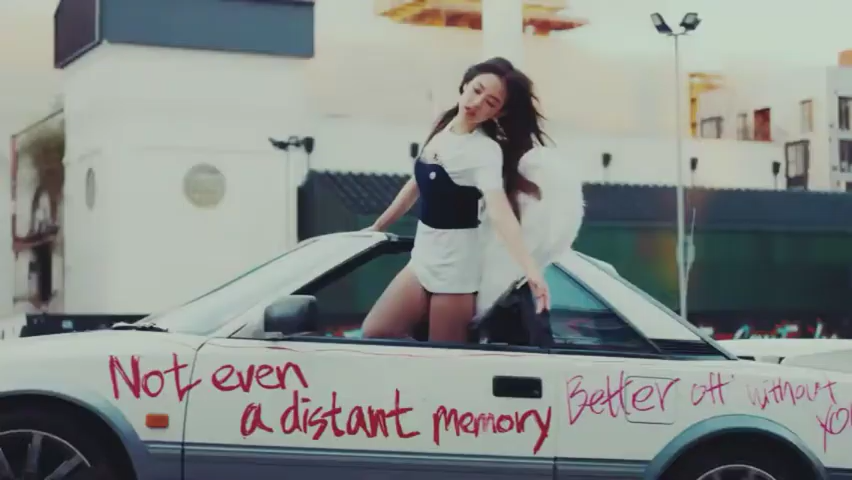 Not even
a distant memory
Better off without
you